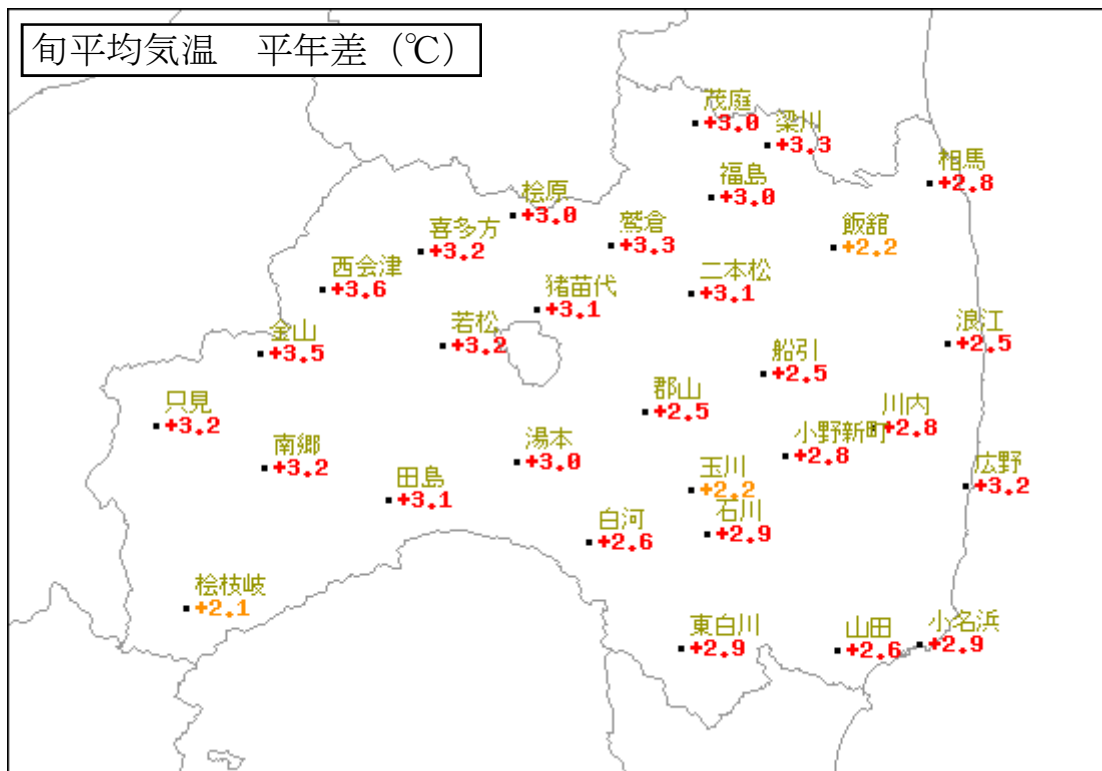 旬平均気温　平年差（℃）
茂庭
+3.0
梁川
+3.3
相馬
+2.8
福島
+3.0
桧原
+3.0
鷲倉
+3.3
飯舘
+2.2
喜多方
+3.2
西会津
+3.6
猪苗代
+3.1
二本松
+3.1
金山
+3.5
若松
+3.2
浪江
+2.5
船引
+2.5
只見
+3.2
郡山
+2.5
川内
+2.8
小野新町
+2.8
南郷
+3.2
湯本
+3.0
広野
+3.2
田島
+3.1
玉川
+2.2
石川
+2.9
白河
+2.6
桧枝岐
+2.1
東白川
+2.9
山田
+2.6
小名浜
+2.9